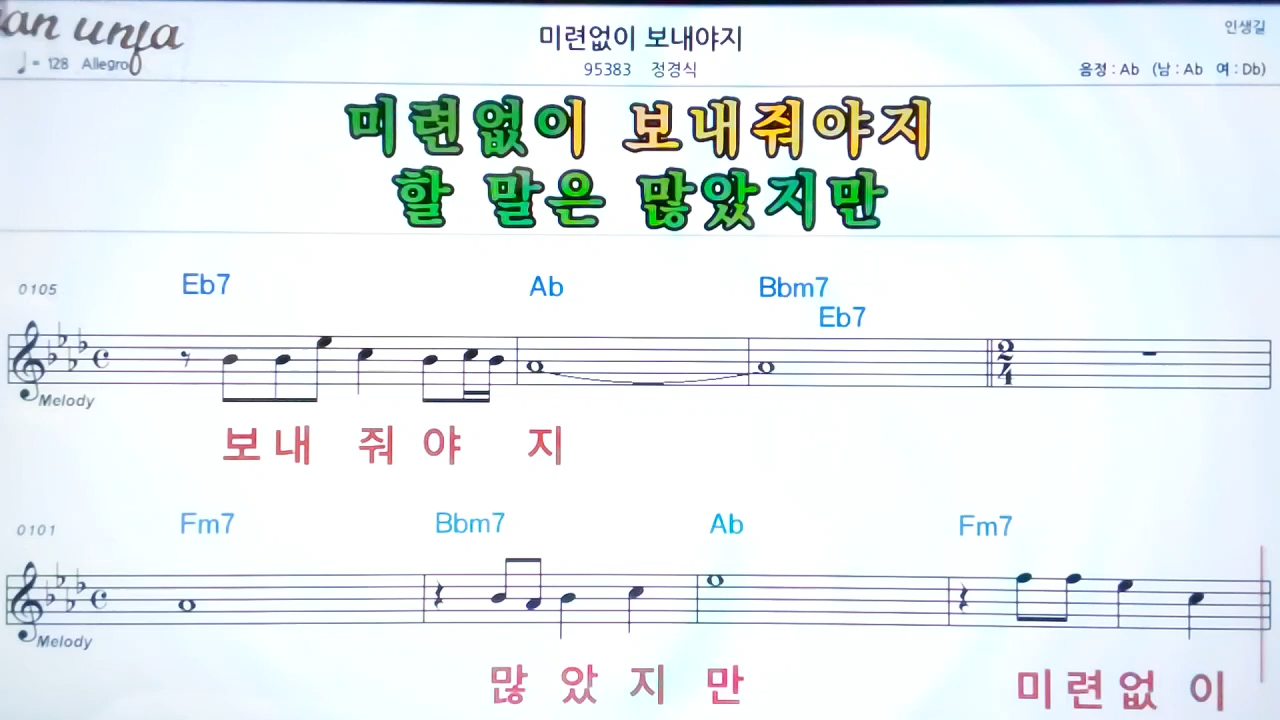 미련없이 보내야지
인생길
♩= 128 Allegro
95383 정경식
음정 : Ab (남 : Ab 여 : Db)
미련없이 보내줘야지
할 말은 많았지만
0105
Eb7 Ab Bbm7
Eb7
2/4
Melody
보내 줘야 지
0101
Fm7 Bbm7 Ab Fm7
Melody
많 았 지 만 미련없 이